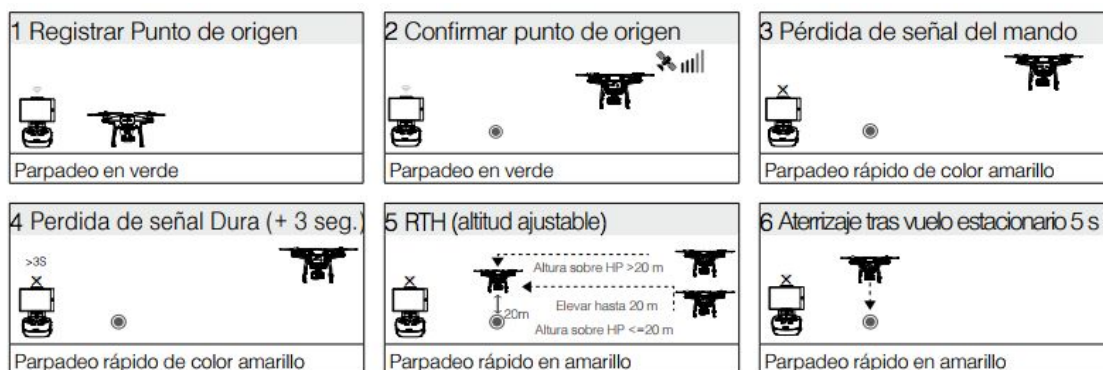 1 Registrar Punto de origen
Parpadeo en verde
2 Confirmar punto de origen
Parpadeo en verde
3 Pérdida de señal del mando
Parpadeo rápido de color amarillo
4 Perdida de señal Dura (+ 3 seg.)
>3S
Parpadeo rápido de color amarillo
5 RTH (altitud ajustable)
Altura sobre HP >20 m
Elevar hasta 20 m
20m
Altura sobre HP <=20 m
Parpadeo rápido en amarillo
6 Aterrizaje tras vuelo estacionario 5 s
Parpadeo rápido en amarillo